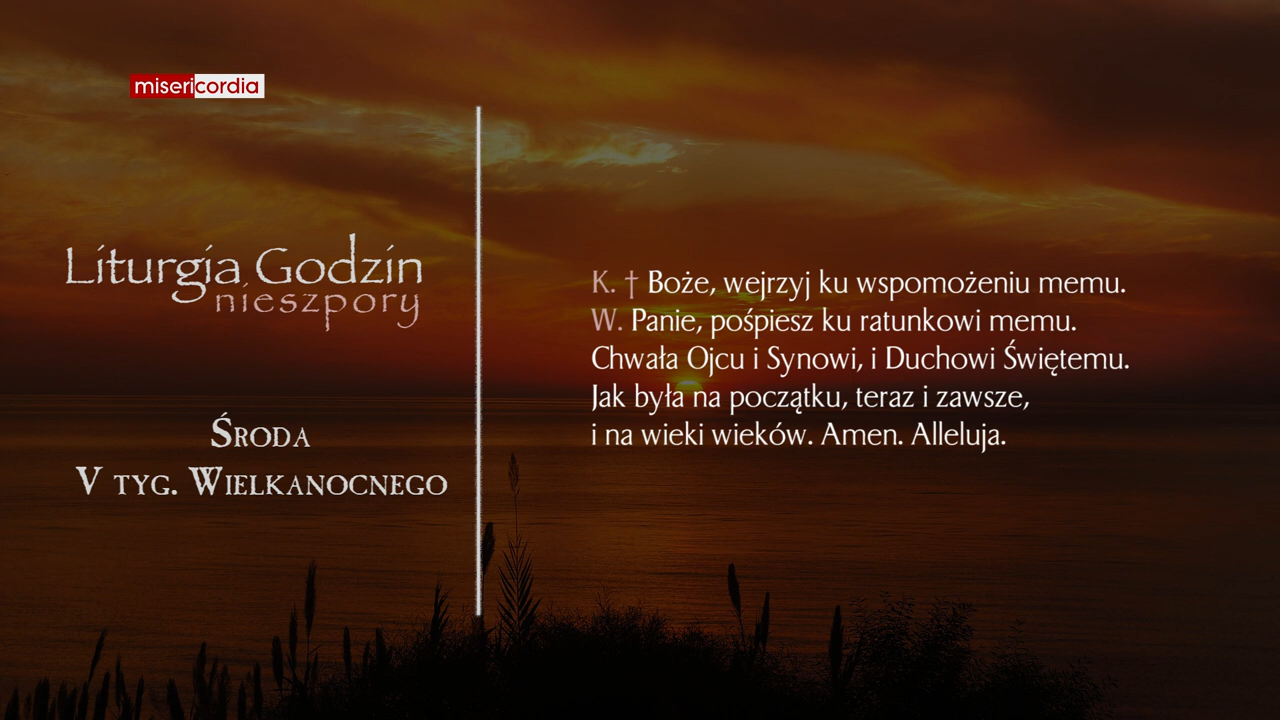 misericordia
Liturgia Godzin
nieszpory
Środa
V tyg. Wielkanocnego
K. † Boże, wejrzyj ku wspomożeniu memu.
W. Panie, pośpiesz ku ratunkowi memu.
Chwała Ojcu i Synowi, i Duchowi Świętemu.
Jak była na początku, teraz i zawsze,
i na wieki wieków. Amen. Alleluja.